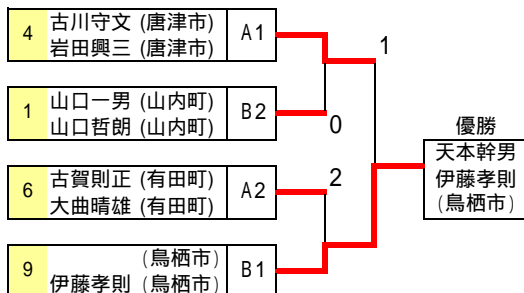 4 古川守文 (唐津市) A1
岩田興三 (唐津市)
1
1 山口一男 (山内町) B2
山口哲朗 (山内町)
0
優勝
天本幹男
伊藤孝則
(鳥栖市)
6 古賀則正 (有田町) A2
大曲晴雄 (有田町)
2
9 (鳥栖市) B1
伊藤孝則 (鳥栖市)